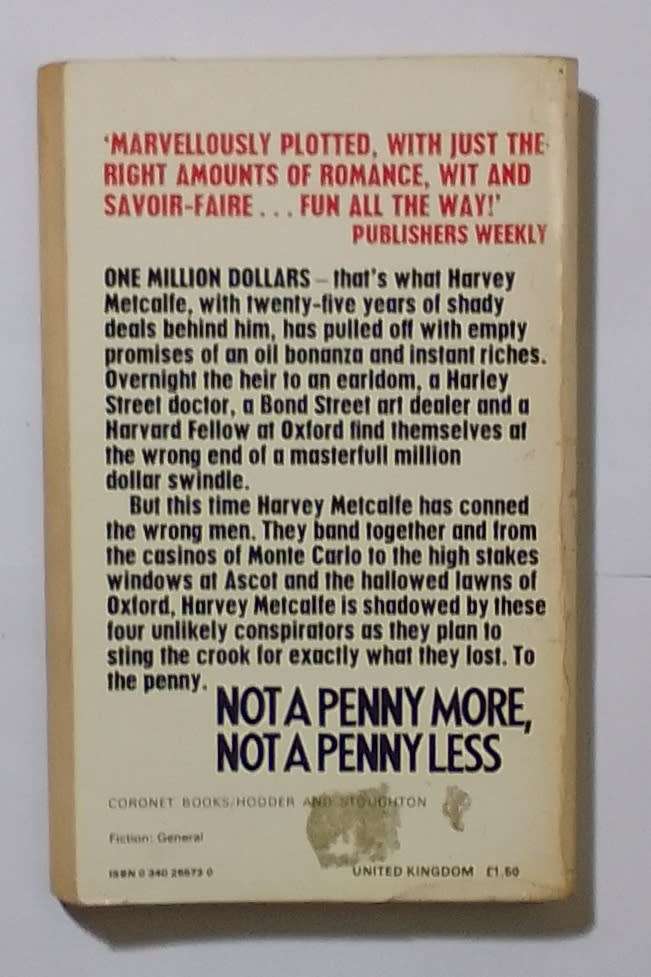 'MARVELLOUSLY PLOTTED, WITH JUST THE
RIGHT AMOUNTS OF ROMANCE, WIT AND
SAVOIR-FAIRE ... FUN ALL THE WAY!'
PUBLISHERS WEEKLY
ONE MILLION DOLLARS – that's what Harvey
Metcalfe, with twenty-five years of shady
deals behind him, has pulled off with empty
promises of an oil bonanza and instant riches.
Overnight the heir to an earldom, a Harley
Street doctor, a Bond Street art dealer and a
Harvard Fellow at Oxford find themselves at
the wrong end of a masterfull million
dollar swindle.
But this time Harvey Metcalfe has conned
the wrong men. They band together and from
the casinos of Monte Carlo to the high stakes
windows at Ascot and the hallowed lawns of
Oxford, Harvey Metcalfe is shadowed by these
four unlikely conspirators as they plan to
sting the crook for exactly what they lost. To
the penny.
NOT A PENNY MORE,
NOT A PENNY LESS
CORONET BOOKS/HODDER AND STOUGHTON
Fiction: General
ISBN 0 340
UNITED KINGDOM £1.50